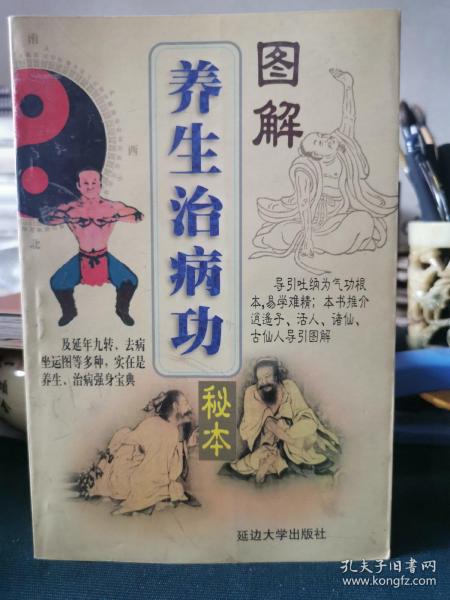 图解
养生治病功
秘本
南
西
北
导引吐纳为气功根
本,易学难精；本书推介
逍遥子、活人、诸仙、
古仙人导引图解
及延年九转、去病
坐运图等多种，实在是
养生、治病强身宝典
延边大学出版社
孔夫子旧书网
www.kongfz.com